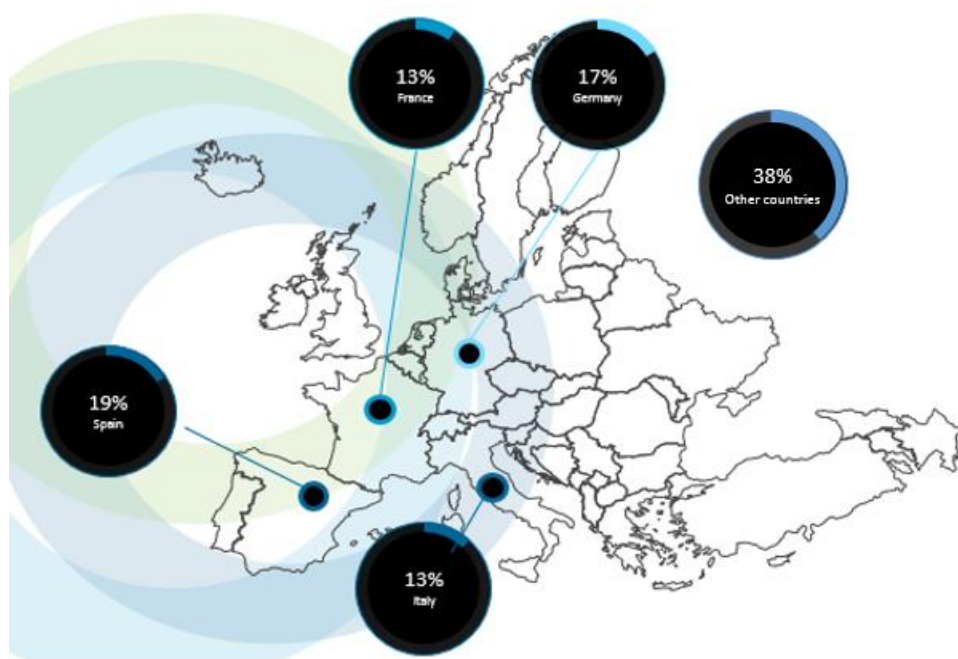 13%
France
17%
Germany
38%
Other countries
19%
Spain
13%
Italy